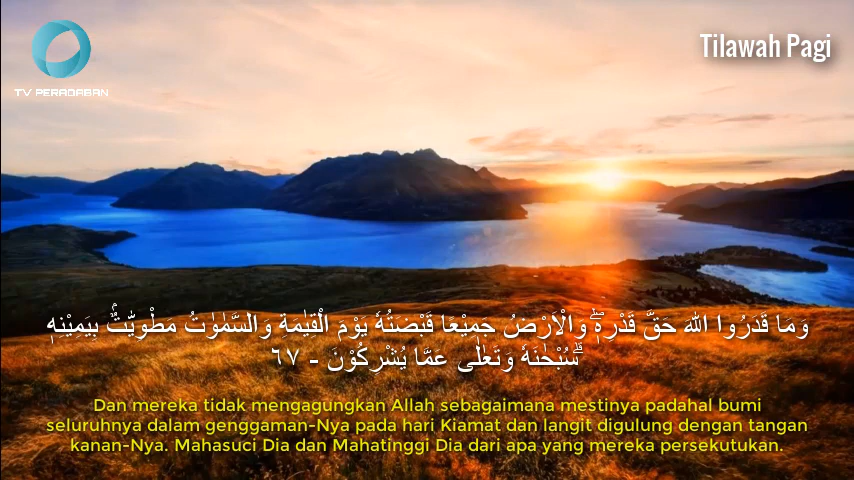 TV PERADABAN
Tilawah Pagi
وَمَا قَدَرُوا اللّٰهَ حَقَّ قَدْرِهٖۖ وَالْاَرْضُ جَمِيْعًا قَبْضَتُهٗ يَوْمَ الْقِيٰمَةِ وَالسَّمٰوٰتُ مَطْوِيّٰتٌۢ بِيَمِيْنِهٖ
ۗسُبْحٰنَهٗ وَتَعٰلٰى عَمَّا يُشْرِكُوْنَ - ٦٧
Dan mereka tidak mengagungkan Allah sebagaimana mestinya padahal bumi
seluruhnya dalam genggaman-Nya pada hari Kiamat dan langit digulung dengan tangan
kanan-Nya. Mahasuci Dia dan Mahatinggi Dia dari apa yang mereka persekutukan.